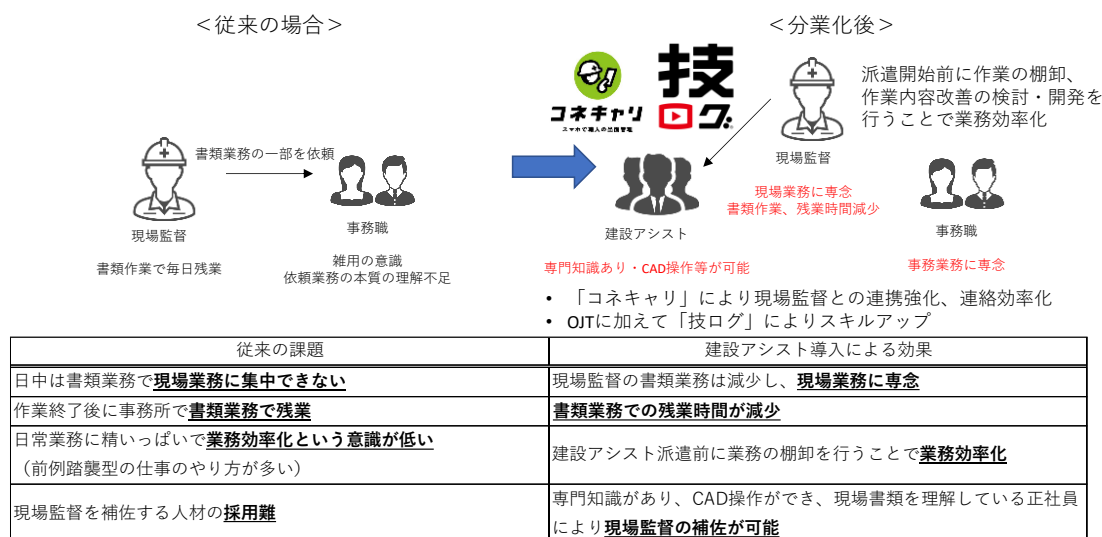 ＜従来の場合＞
書類業務の一部を依頼
現場監督
事務職
書類作業で毎日残業
雑用の意識
依頼業務の本質の理解不足
＜分業化後＞
コネキャリ
スマホで職人の出面管理
技ログ
派遣開始前に作業の棚卸、
作業内容改善の検討・開発を
行うことで業務効率化
現場監督
現場業務に専念
書類作業、残業時間減少
建設アシスト
事務職
専門知識あり・CAD操作等が可能
事務業務に専念
• 「コネキャリ」により現場監督との連携強化、連絡効率化
• OJTに加えて「技ログ」によりスキルアップ
従来の課題
建設アシスト導入による効果
日中は書類業務で現場業務に集中できない
現場監督の書類業務は減少し、現場業務に専念
作業終了後に事務所で書類業務で残業
書類業務での残業時間が減少
日常業務に精いっぱいで業務効率化という意識が低い
（前例踏襲型の仕事のやり方が多い）
建設アシスト派遣前に業務の棚卸を行うことで業務効率化
現場監督を補佐する人材の採用難
専門知識があり、CAD操作ができ、現場書類を理解している正社員
により現場監督の補佐が可能